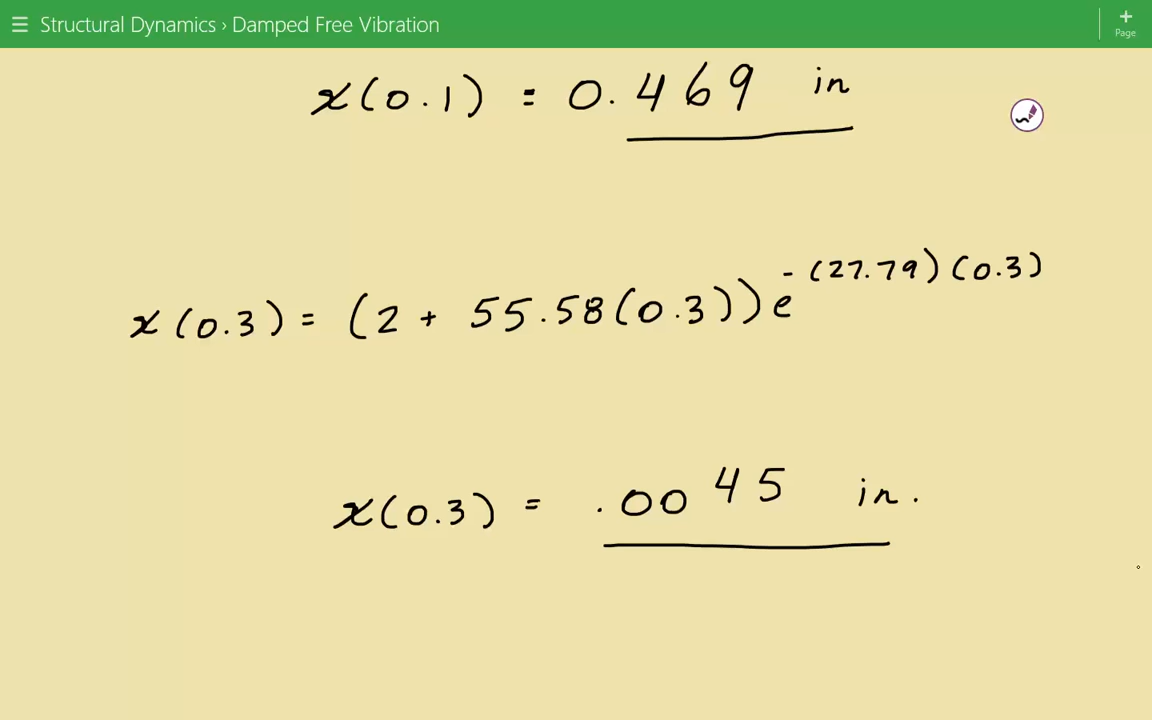 ☰ Structural Dynamics › Damped Free Vibration
+ Page
x(0.1) = 0.469 in
x(0.3) = (2 + 55.58(0.3))e^-(27.79)(0.3)
x(0.3) = .0045 in.